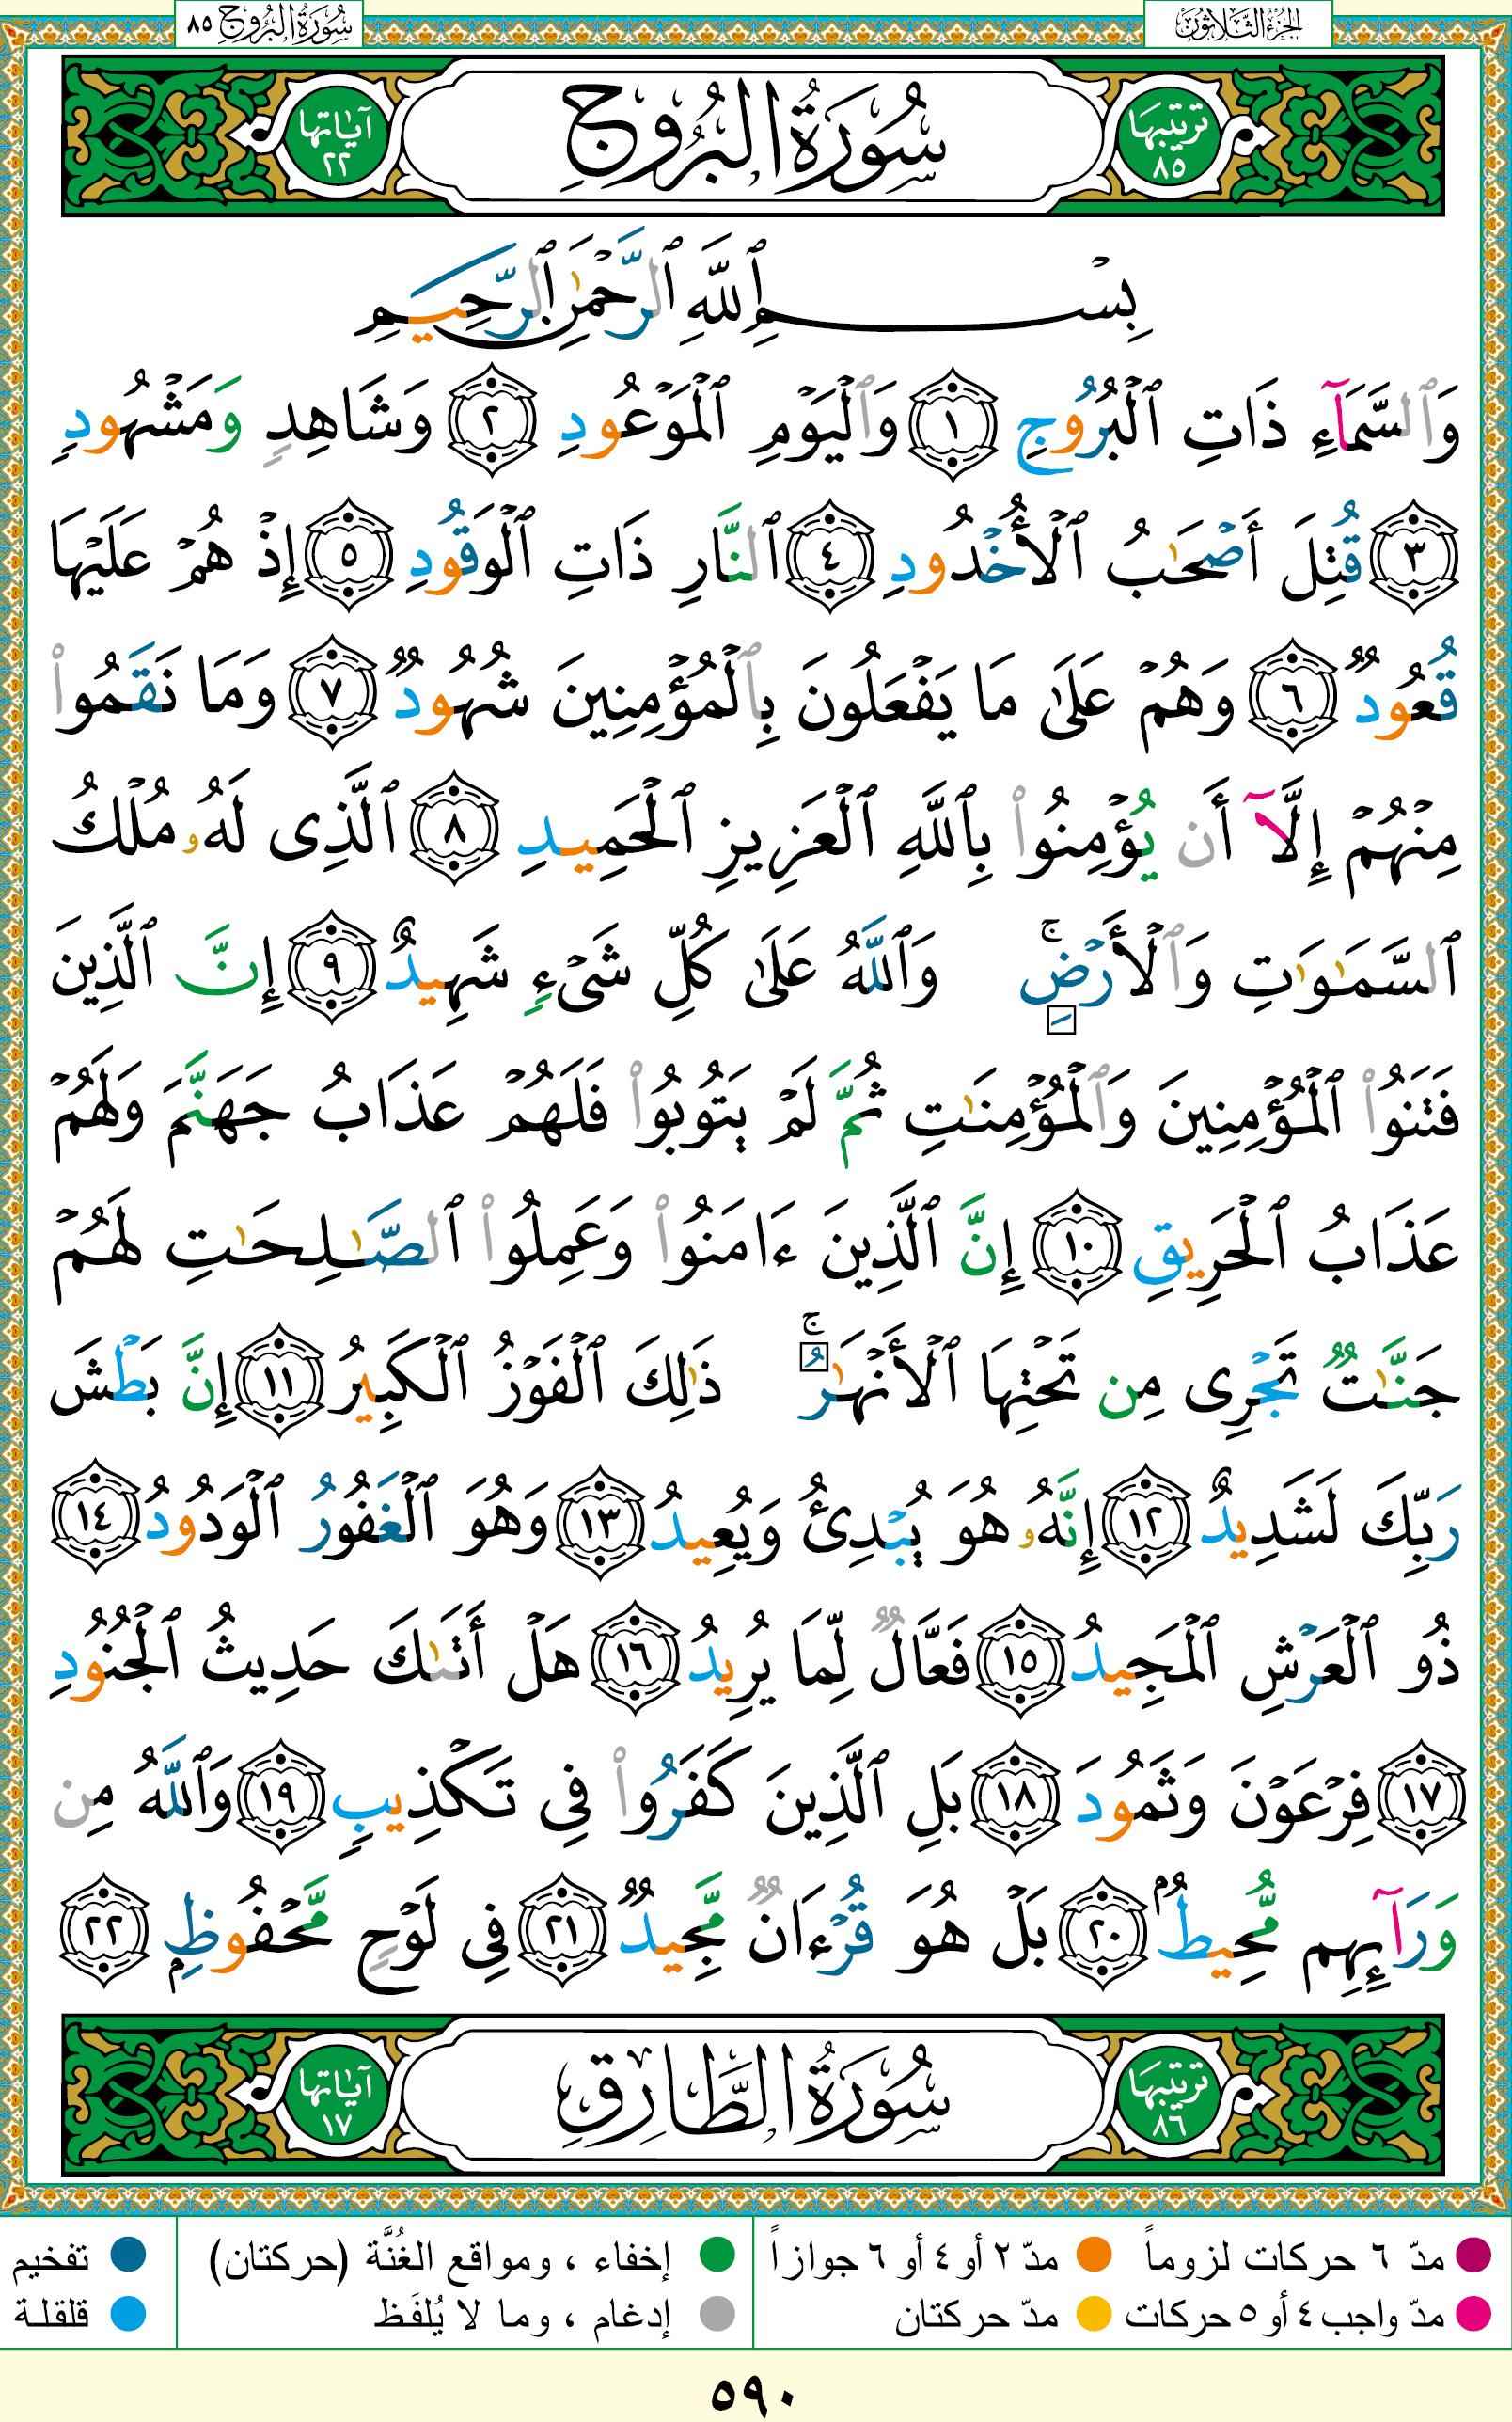 الجزء الثلاثون
سورة البروج ٨٥
ترتيبها ٨٥ سُورَةُ البُرُوجِ آياتها ٢٢
بِسْمِ ٱللَّهِ ٱلرَّحْمَٰنِ ٱلرَّحِيمِ
وَٱلسَّمَآءِ ذَاتِ ٱلْبُرُوجِ ١ وَٱلْيَوْمِ ٱلْمَوْعُودِ ٢ وَشَاهِدٍ وَمَشْهُودٍ
٣ قُتِلَ أَصْحَٰبُ ٱلْأُخْدُودِ ٤ ٱلنَّارِ ذَاتِ ٱلْوَقُودِ ٥ إِذْ هُمْ عَلَيْهَا
قُعُودٌ ٦ وَهُمْ عَلَىٰ مَا يَفْعَلُونَ بِٱلْمُؤْمِنِينَ شُهُودٌ ٧ وَمَا نَقَمُوا۟
مِنْهُمْ إِلَّآ أَن يُؤْمِنُوا۟ بِٱللَّهِ ٱلْعَزِيزِ ٱلْحَمِيدِ ٨ ٱلَّذِى لَهُۥ مُلْكُ
ٱلسَّمَٰوَٰتِ وَٱلْأَرْضِ ۚ وَٱللَّهُ عَلَىٰ كُلِّ شَىْءٍ شَهِيدٌ ٩ إِنَّ ٱلَّذِينَ
فَتَنُوا۟ ٱلْمُؤْمِنِينَ وَٱلْمُؤْمِنَٰتِ ثُمَّ لَمْ يَتُوبُوا۟ فَلَهُمْ عَذَابُ جَهَنَّمَ وَلَهُمْ
عَذَابُ ٱلْحَرِيقِ ١٠ إِنَّ ٱلَّذِينَ ءَامَنُوا۟ وَعَمِلُوا۟ ٱلصَّٰلِحَٰتِ لَهُمْ
جَنَّٰتٌ تَجْرِى مِن تَحْتِهَا ٱلْأَنْهَٰرُ ۚ ذَٰلِكَ ٱلْفَوْزُ ٱلْكَبِيرُ ١١ إِنَّ بَطْشَ
رَبِّكَ لَشَدِيدٌ ١٢ إِنَّهُۥ هُوَ يُبْدِئُ وَيُعِيدُ ١٣ وَهُوَ ٱلْغَفُورُ ٱلْوَدُودُ ١٤
ذُو ٱلْعَرْشِ ٱلْمَجِيدُ ١٥ فَعَّالٌ لِّمَا يُرِيدُ ١٦ هَلْ أَتَىٰكَ حَدِيثُ ٱلْجُنُودِ
١٧ فِرْعَوْنَ وَثَمُودَ ١٨ بَلِ ٱلَّذِينَ كَفَرُوا۟ فِى تَكْذِيبٍ ١٩ وَٱللَّهُ مِن
وَرَآئِهِم مُّحِيطٌۢ ٢٠ بَلْ هُوَ قُرْءَانٌ مَّجِيدٌ ٢١ فِى لَوْحٍ مَّحْفُوظٍۭ ٢٢
ترتيبها ٨٦ سُورَةُ الطَّارِقِ آياتها ١٧
مدّ ٦ حركات لزوماً مدّ ٢ أو ٤ أو ٦ جوازاً إخفاء ، ومواقع الغُنَّة (حركتان) تفخيم
مدّ واجب ٤ أو ٥ حركات مدّ حركتان إدغام ، وما لا يُلفَظ قلقلة
٥٩٠